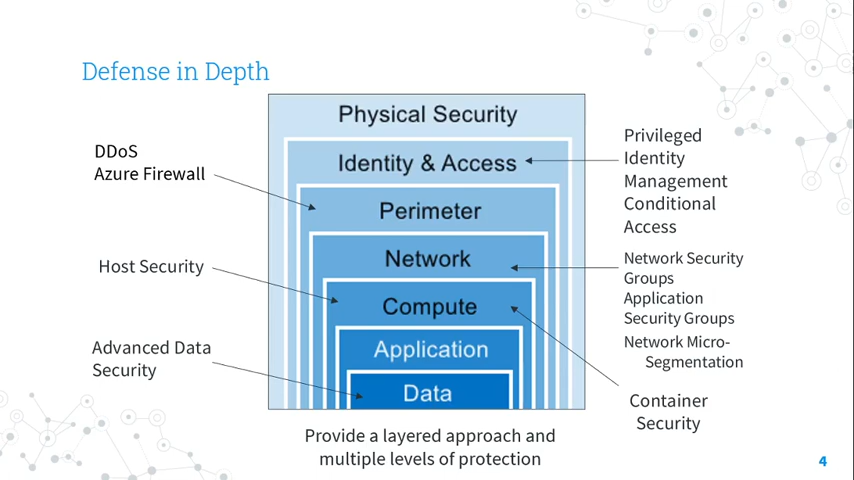 Defense in Depth
Physical Security
Identity & Access
Perimeter
Network
Compute
Application
Data
DDoS
Azure Firewall
Host Security
Advanced Data
Security
Privileged
Identity
Management
Conditional
Access
Network Security
Groups
Application
Security Groups
Network Micro-
Segmentation
Container
Security
Provide a layered approach and
multiple levels of protection
4